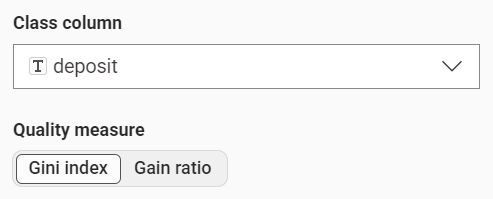 Class column
T deposit
Quality measure
Gini index Gain ratio